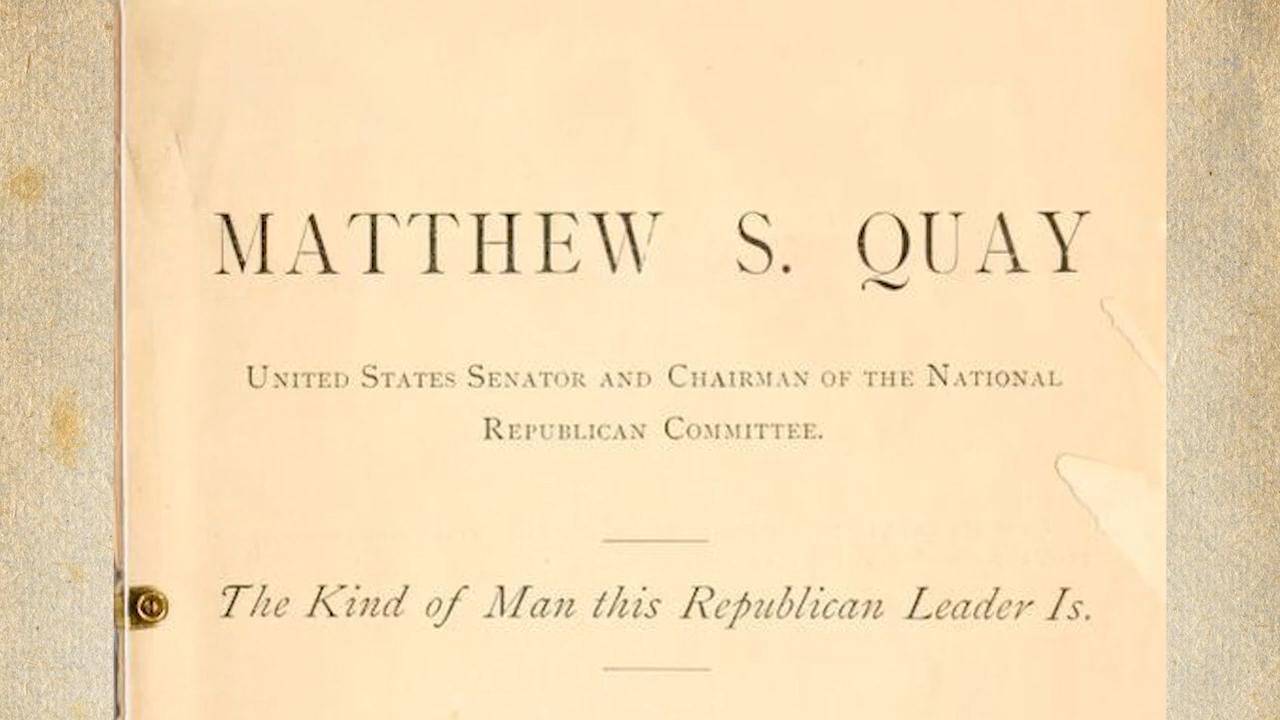 MATTHEW S. QUAY
UNITED STATES SENATOR AND CHAIRMAN OF THE NATIONAL
REPUBLICAN COMMITTEE.
The Kind of Man this Republican Leader Is.